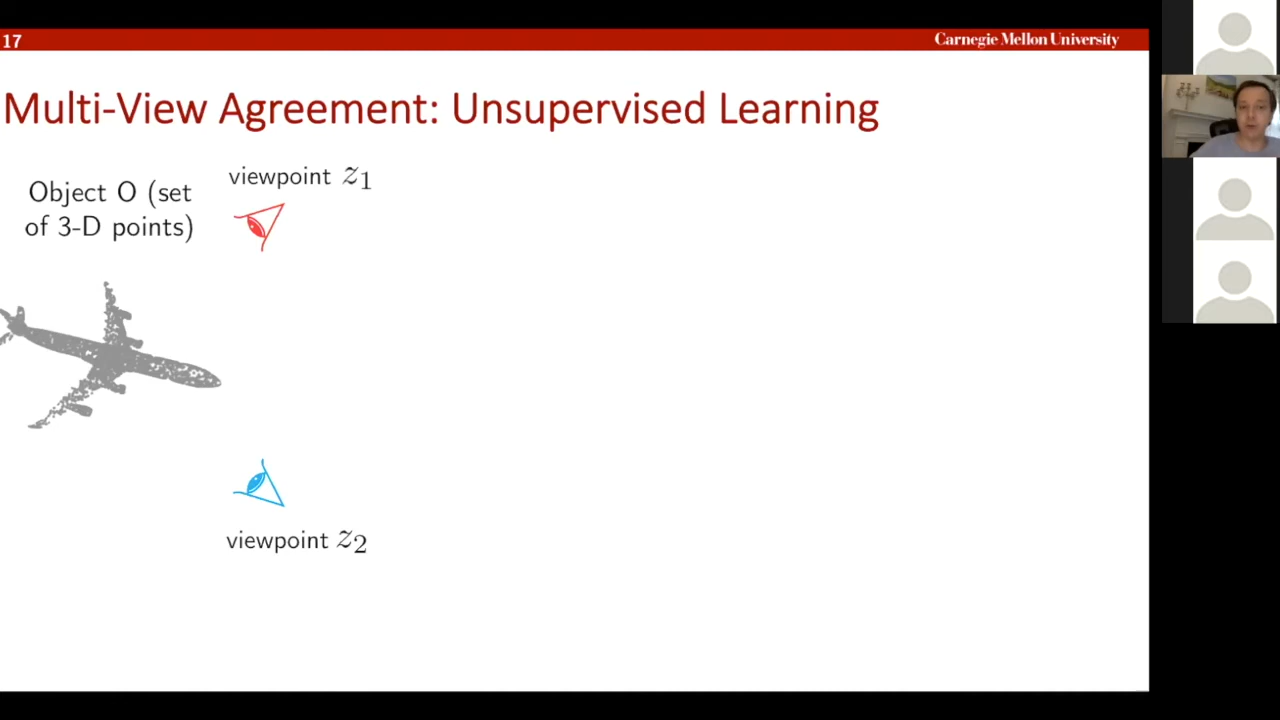 17
Carnegie Mellon University
Multi-View Agreement: Unsupervised Learning
Object O (set
of 3-D points)
viewpoint z₁
viewpoint z₂